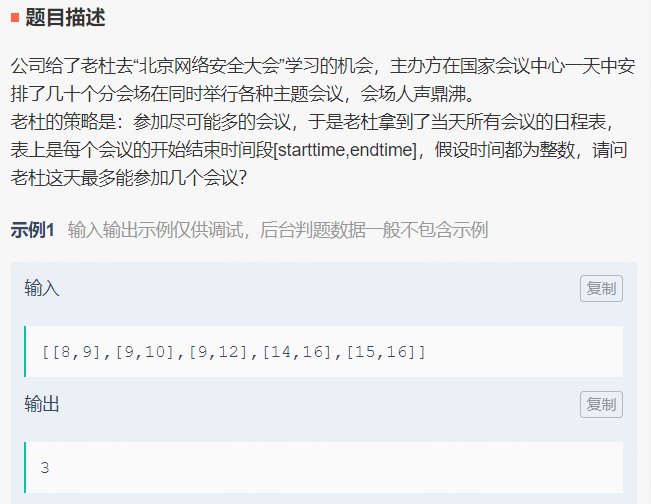 题目描述
公司给了老杜去“北京网络安全大会”学习的机会，主办方在国家会议中心一天中安
排了几十个分会场在同时举行各种主题会议，会场人声鼎沸。
老杜的策略是：参加尽可能多的会议，于是老杜拿到了当天所有会议的日程表，
表上是每个会议的开始结束时间段[starttime,endtime]，假设时间都为整数，请问
老杜这天最多能参加几个会议？
示例1 输入输出示例仅供调试，后台判题数据一般不包含示例
输入 复制
[[8,9],[9,10],[9,12],[14,16],[15,16]]
输出 复制
3